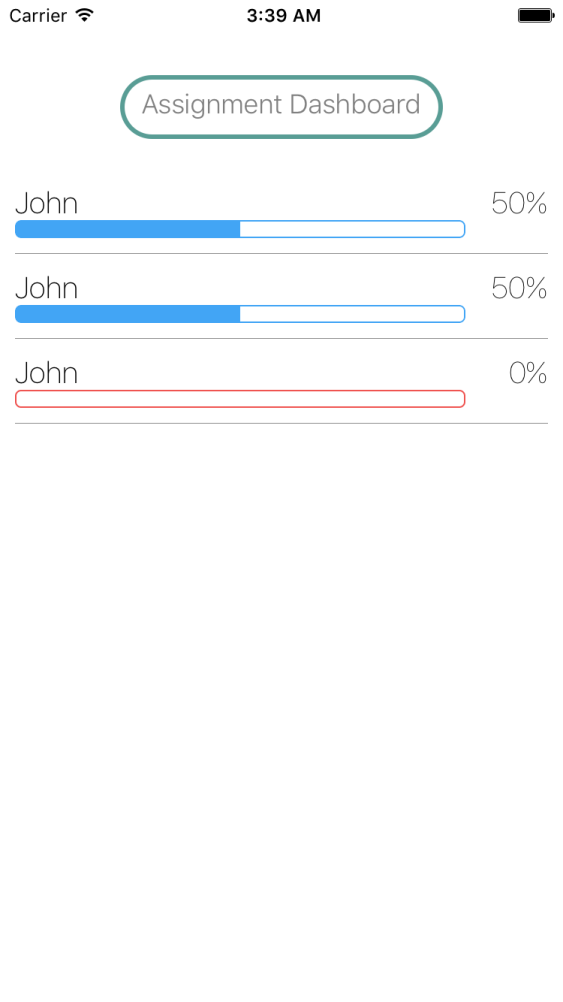 Carrier 3:39 AM
Assignment Dashboard
John 50%
John 50%
John 0%